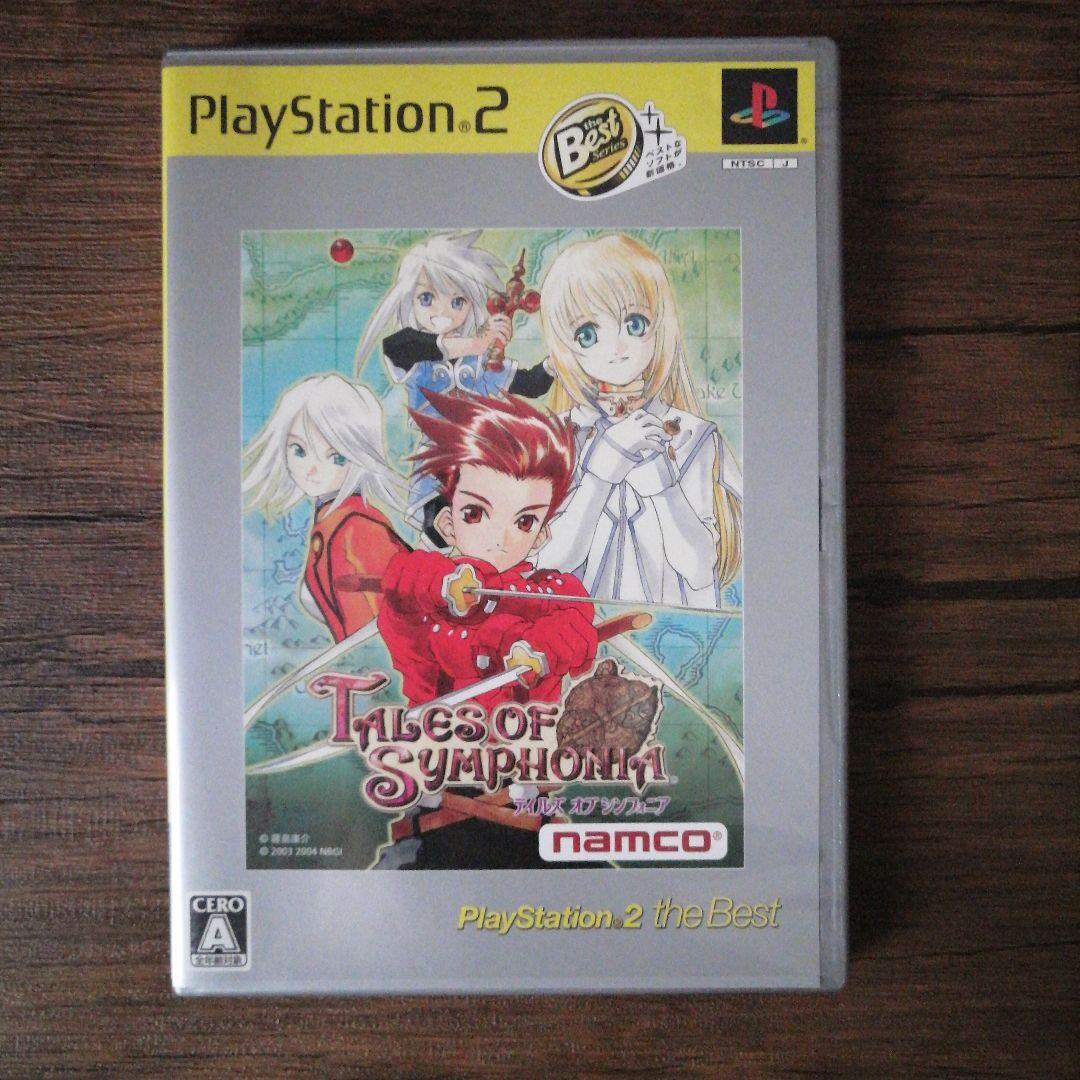 PlayStation®2
the
Best
Series
ベストな
ソフトが
新価格。
NTSC J
ake
TALES OF
SYMPHONIA™
テイルズ オブ シンフォニア
namco®
© 藤島康介
© 2003 2004 NBGI
PlayStation®2 the Best
CERO
A
全年齢対象